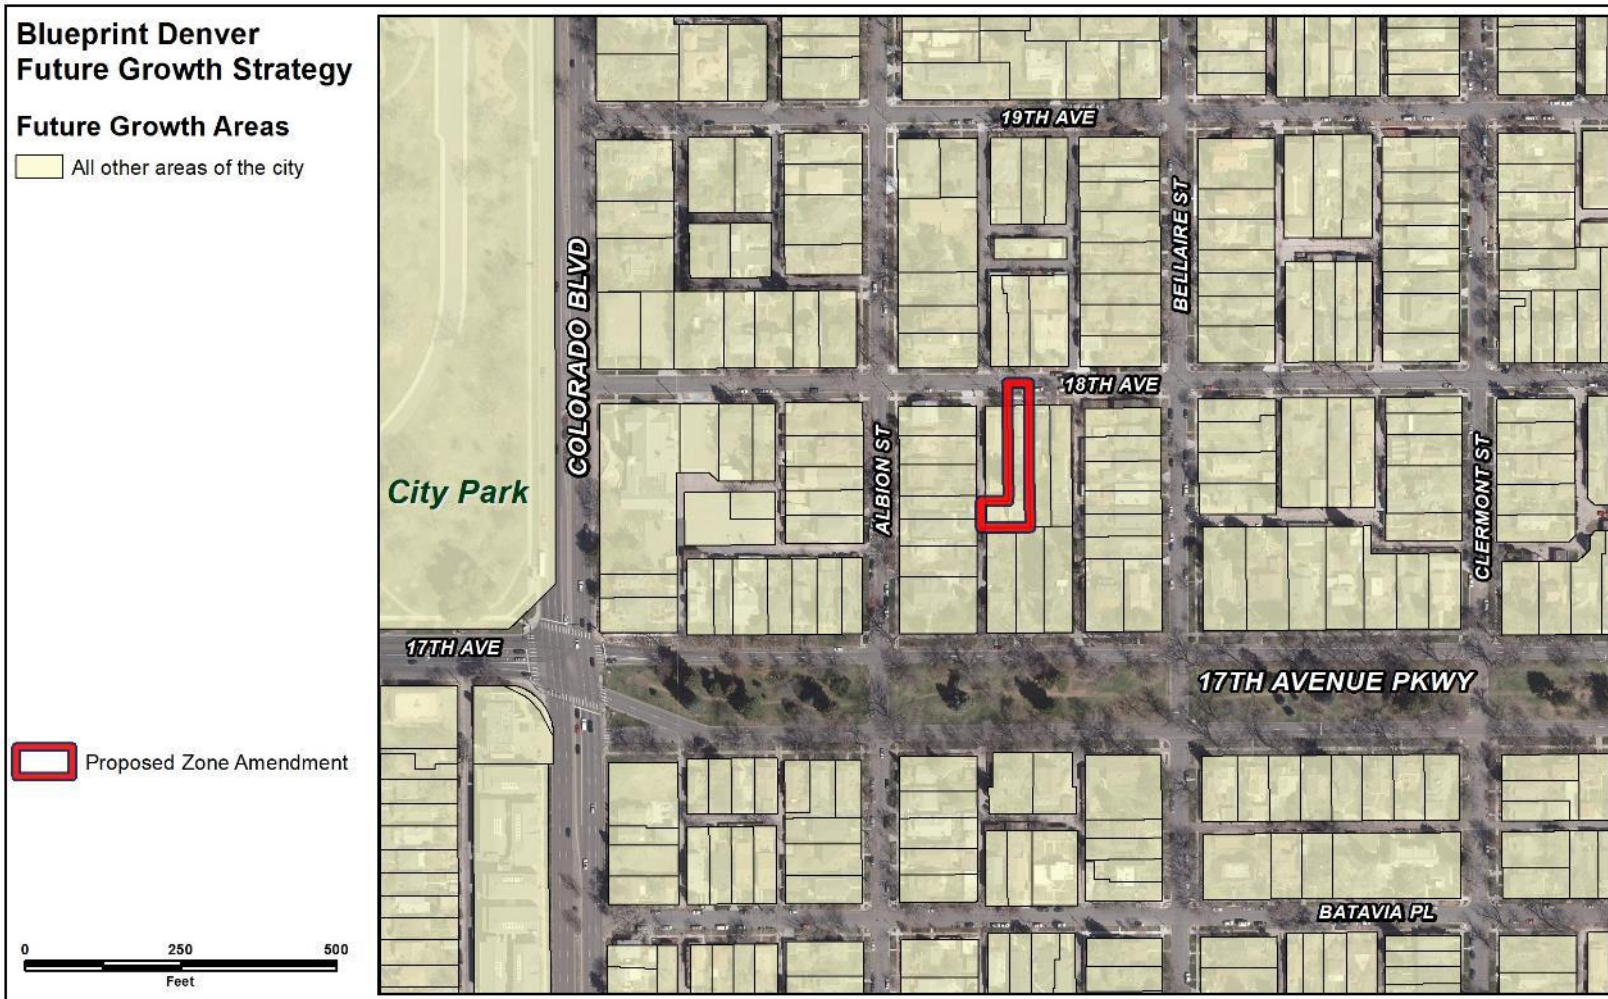 Blueprint Denver
Future Growth Strategy
Future Growth Areas
All other areas of the city
Proposed Zone Amendment
0 250 500
Feet
19TH AVE
BELLAIRE ST
COLORADO BLVD
18TH AVE
ALBION ST
CLERMONT ST
City Park
17TH AVE
17TH AVENUE PKWY
BATAVIA PL